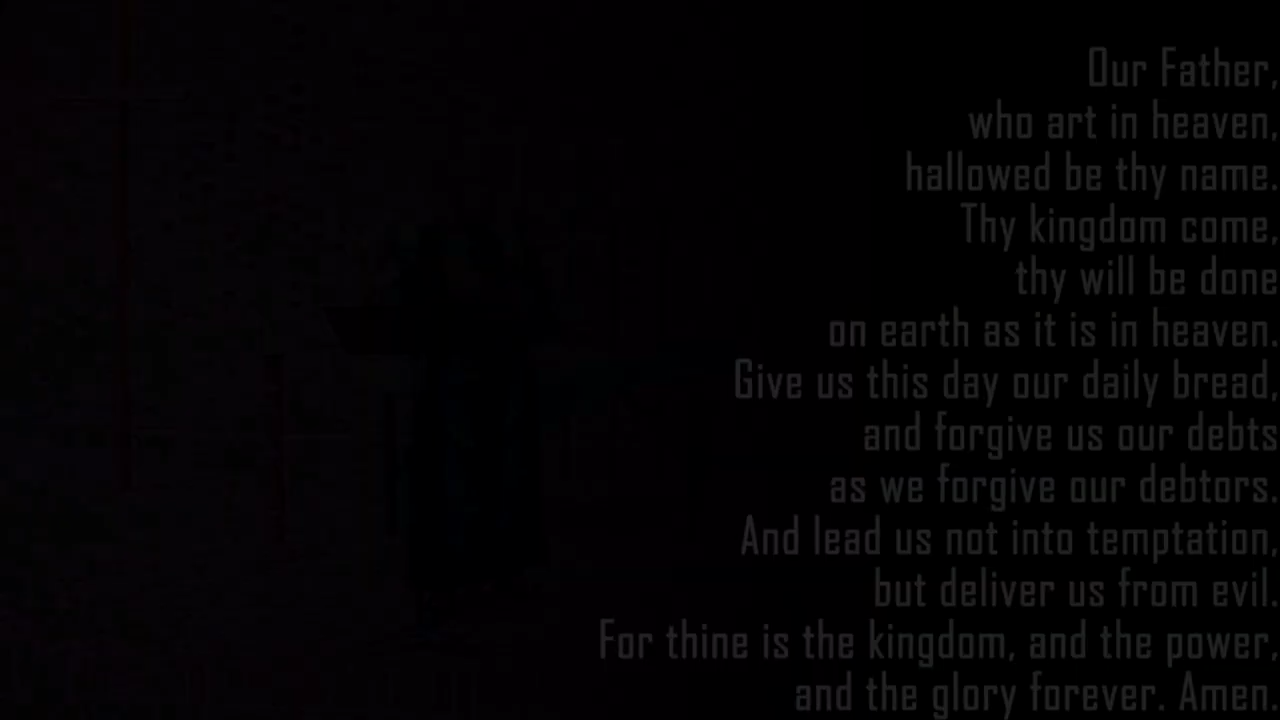 Our Father,
who art in heaven,
hallowed be thy name.
Thy kingdom come,
thy will be done
on earth as it is in heaven.
Give us this day our daily bread,
and forgive us our debts
as we forgive our debtors.
And lead us not into temptation,
but deliver us from evil.
For thine is the kingdom, and the power,
and the glory forever. Amen.